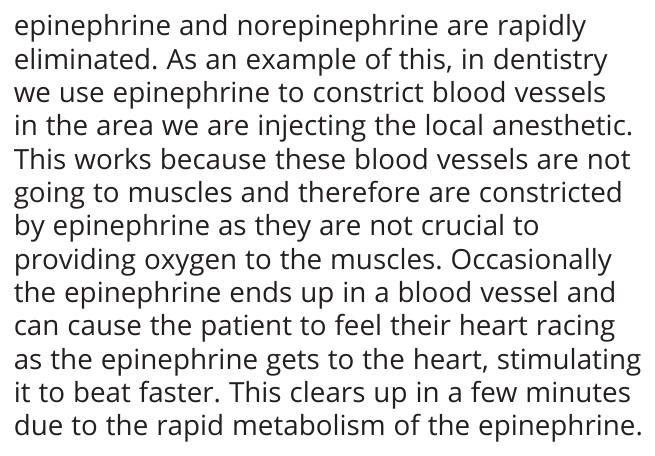 epinephrine and norepinephrine are rapidly
eliminated. As an example of this, in dentistry
we use epinephrine to constrict blood vessels
in the area we are injecting the local anesthetic.
This works because these blood vessels are not
going to muscles and therefore are constricted
by epinephrine as they are not crucial to
providing oxygen to the muscles. Occasionally
the epinephrine ends up in a blood vessel and
can cause the patient to feel their heart racing
as the epinephrine gets to the heart, stimulating
it to beat faster. This clears up in a few minutes
due to the rapid metabolism of the epinephrine.